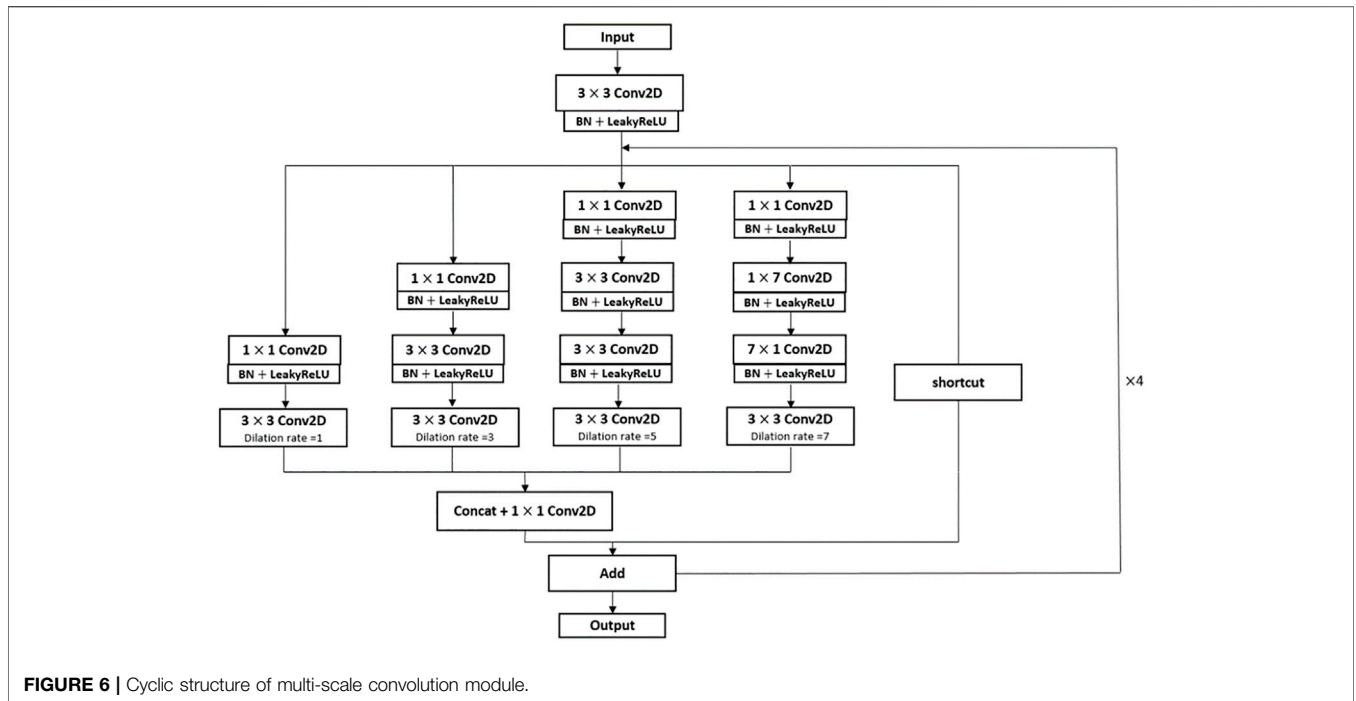 Input
3 × 3 Conv2D
BN + LeakyReLU
1 × 1 Conv2D
BN + LeakyReLU
1 × 1 Conv2D
BN + LeakyReLU
1 × 1 Conv2D
BN + LeakyReLU
3 × 3 Conv2D
BN + LeakyReLU
1 × 7 Conv2D
BN + LeakyReLU
1 × 1 Conv2D
BN + LeakyReLU
3 × 3 Conv2D
BN + LeakyReLU
3 × 3 Conv2D
BN + LeakyReLU
7 × 1 Conv2D
BN + LeakyReLU
shortcut
×4
3 × 3 Conv2D
Dilation rate =1
3 × 3 Conv2D
Dilation rate =3
3 × 3 Conv2D
Dilation rate =5
3 × 3 Conv2D
Dilation rate =7
Concat + 1 × 1 Conv2D
Add
Output
FIGURE 6 | Cyclic structure of multi-scale convolution module.